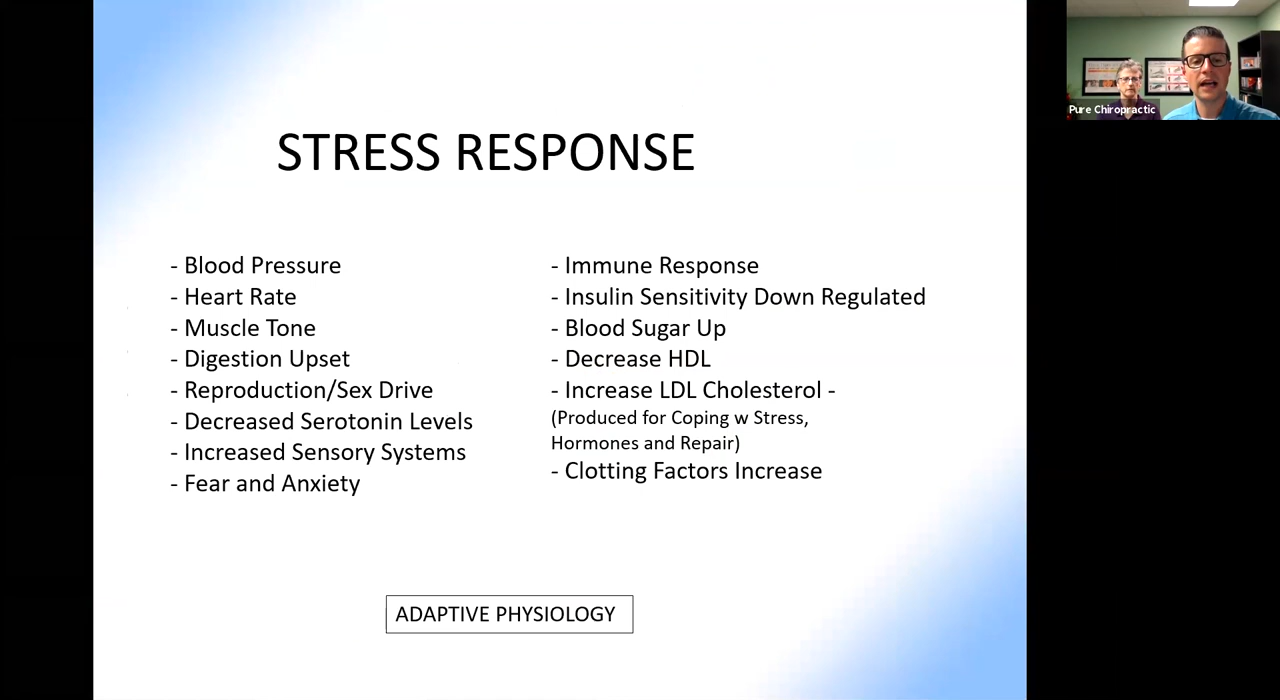 STRESS RESPONSE
- Blood Pressure
- Heart Rate
- Muscle Tone
- Digestion Upset
- Reproduction/Sex Drive
- Decreased Serotonin Levels
- Increased Sensory Systems
- Fear and Anxiety
- Immune Response
- Insulin Sensitivity Down Regulated
- Blood Sugar Up
- Decrease HDL
- Increase LDL Cholesterol -
(Produced for Coping w Stress,
Hormones and Repair)
- Clotting Factors Increase
ADAPTIVE PHYSIOLOGY
Pure Chiropractic